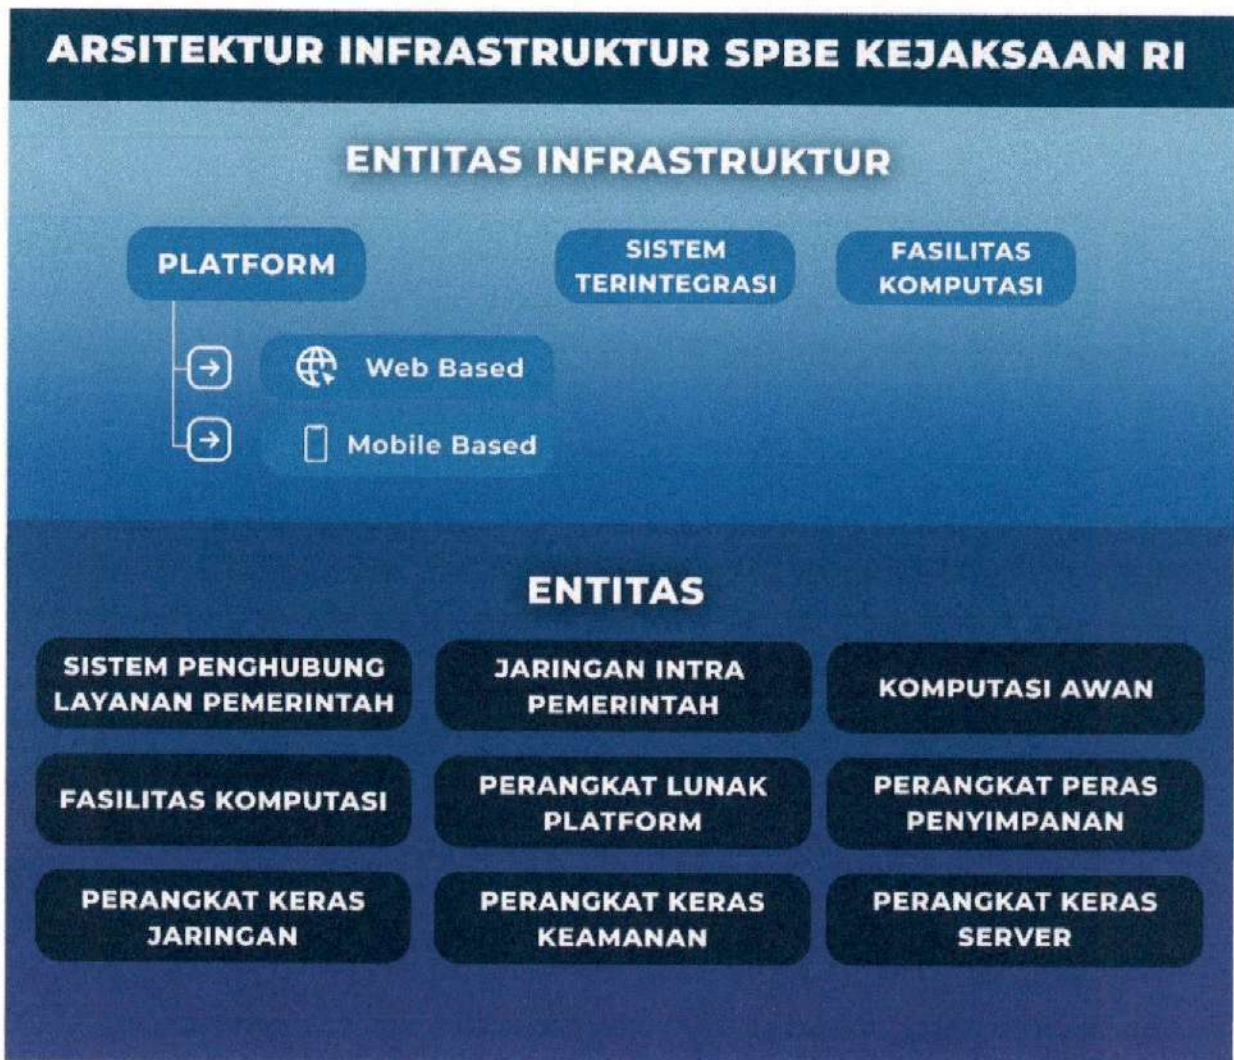 ARSITEKTUR INFRASTRUKTUR SPBE KEJAKSAAN RI
ENTITAS INFRASTRUKTUR
PLATFORM
Web Based
Mobile Based
SISTEM
TERINTEGRASI
FASILITAS
KOMPUTASI
ENTITAS
SISTEM PENGHUBUNG
LAYANAN PEMERINTAH
JARINGAN INTRA
PEMERINTAH
KOMPUTASI AWAN
FASILITAS KOMPUTASI
PERANGKAT LUNAK
PLATFORM
PERANGKAT PERAS
PENYIMPANAN
PERANGKAT KERAS
JARINGAN
PERANGKAT KERAS
KEAMANAN
PERANGKAT KERAS
SERVER